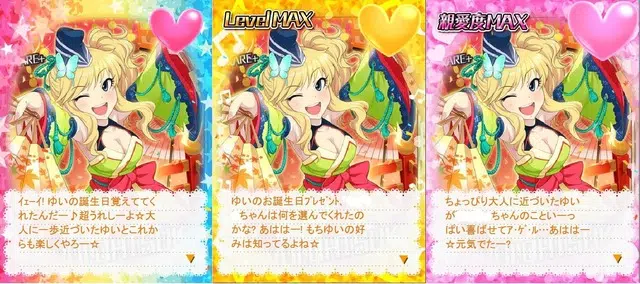 ARE+
イェーイ!ゆいの誕生日覚えててく
れたんだー♪超うれしーよ☆大
人に一歩近づいたゆいとこれか
らも楽しくやろー☆
Level MAX
ARE+
ゆいのお誕生日プレゼント、
ちゃんは何を選んでくれたの
かな?あはは—!もちゆいの好
みは知ってるよね☆
親愛度MAX
ARE+
ちょっぴり大人に近づいたゆい
が ちゃんのことい一っ
ぱい喜ばせてア・ゲ・ル…あはは—
☆元気でたー?